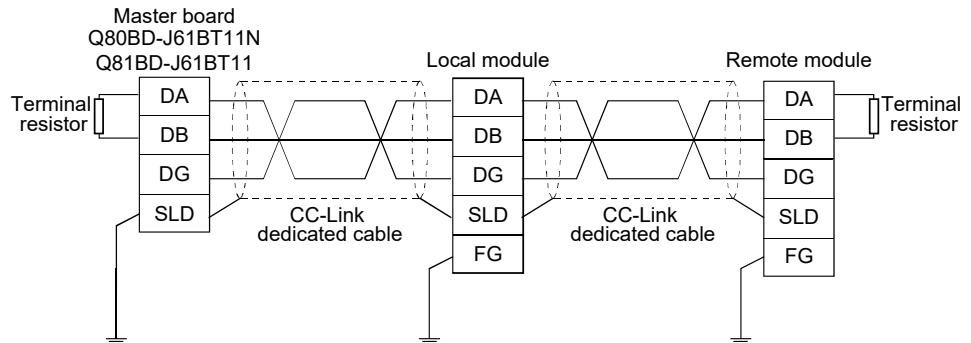 Master board
Q80BD-J61BT11N
Q81BD-J61BT11
Local module
Remote module
Terminal
resistor
DA
DB
DG
SLD
CC-Link
dedicated cable
DA
DB
DG
SLD
FG
CC-Link
dedicated cable
DA
DB
DG
SLD
FG
Terminal
resistor